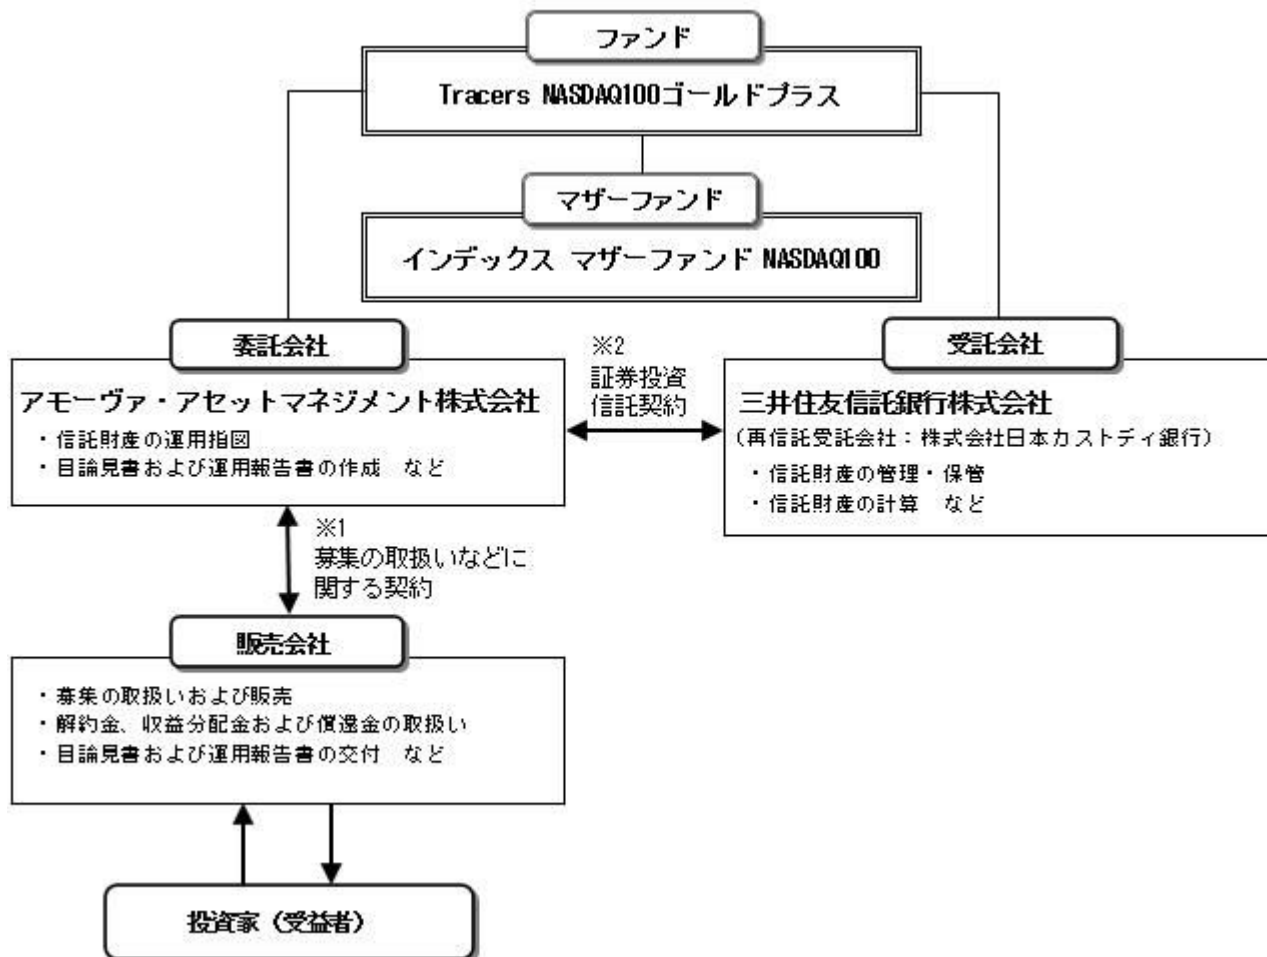 ファンド
Tracers NASDAQ100ゴールドプラス
マザーファンド
インデックス マザーファンド NASDAQ100
委託会社
アモーヴァ・アセットマネジメント株式会社
・信託財産の運用指図
・目論見書および運用報告書の作成 など
※2
証券投資
信託契約
受託会社
三井住友信託銀行株式会社
(再信託受託会社:株式会社日本カストディ銀行)
・信託財産の管理・保管
・信託財産の計算 など
※1
募集の取扱いなどに
関する契約
販売会社
・募集の取扱いおよび販売
・解約金、収益分配金および償還金の取扱い
・目論見書および運用報告書の交付 など
投資家(受益者)